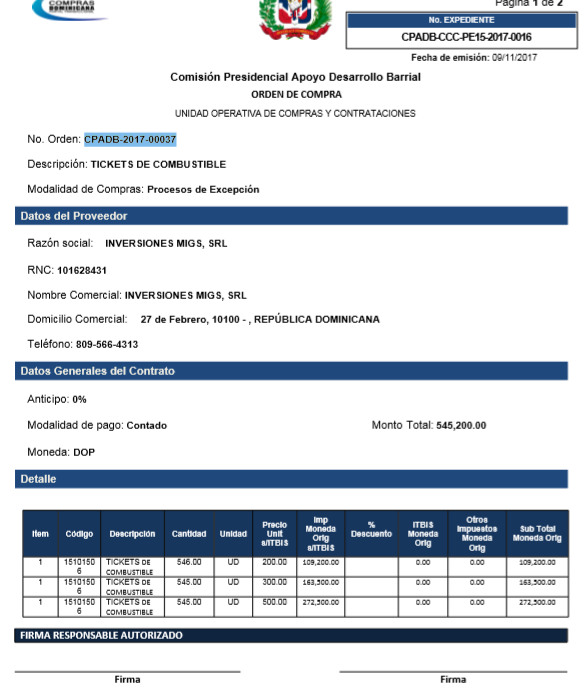 COMPRAS
DOMINICANA
Página 1 de 2
No. EXPEDIENTE
CPADB-CCC-PE15-2017-0016
Fecha de emisión: 09/11/2017
Comisión Presidencial Apoyo Desarrollo Barrial
ORDEN DE COMPRA
UNIDAD OPERATIVA DE COMPRAS Y CONTRATACIONES
No. Orden: CPADB-2017-00037
Descripción: TICKETS DE COMBUSTIBLE
Modalidad de Compras: Procesos de Excepción
Datos del Proveedor
Razón social: INVERSIONES MIGS, SRL
RNC: 101628431
Nombre Comercial: INVERSIONES MIGS, SRL
Domicilio Comercial: 27 de Febrero, 10100 - , REPÚBLICA DOMINICANA
Teléfono: 809-566-4313
Datos Generales del Contrato
Anticipo: 0%
Modalidad de pago: Contado Monto Total: 545,200.00
Moneda: DOP
Detalle
Item Código Descripción Cantidad Unidad Precio Unit s/ITBIS Imp Moneda Orig s/ITBIS % Descuento ITBIS Moneda Orig Otros Impuestos Moneda Orig Sub Total Moneda Orig
1 15101506 TICKETS DE COMBUSTIBLE 546.00 UD 200.00 109,200.00 0.00 0.00 109,200.00
1 15101506 TICKETS DE COMBUSTIBLE 545.00 UD 300.00 163,500.00 0.00 0.00 163,500.00
1 15101506 TICKETS DE COMBUSTIBLE 545.00 UD 500.00 272,500.00 0.00 0.00 272,500.00
FIRMA RESPONSABLE AUTORIZADO
Firma Firma